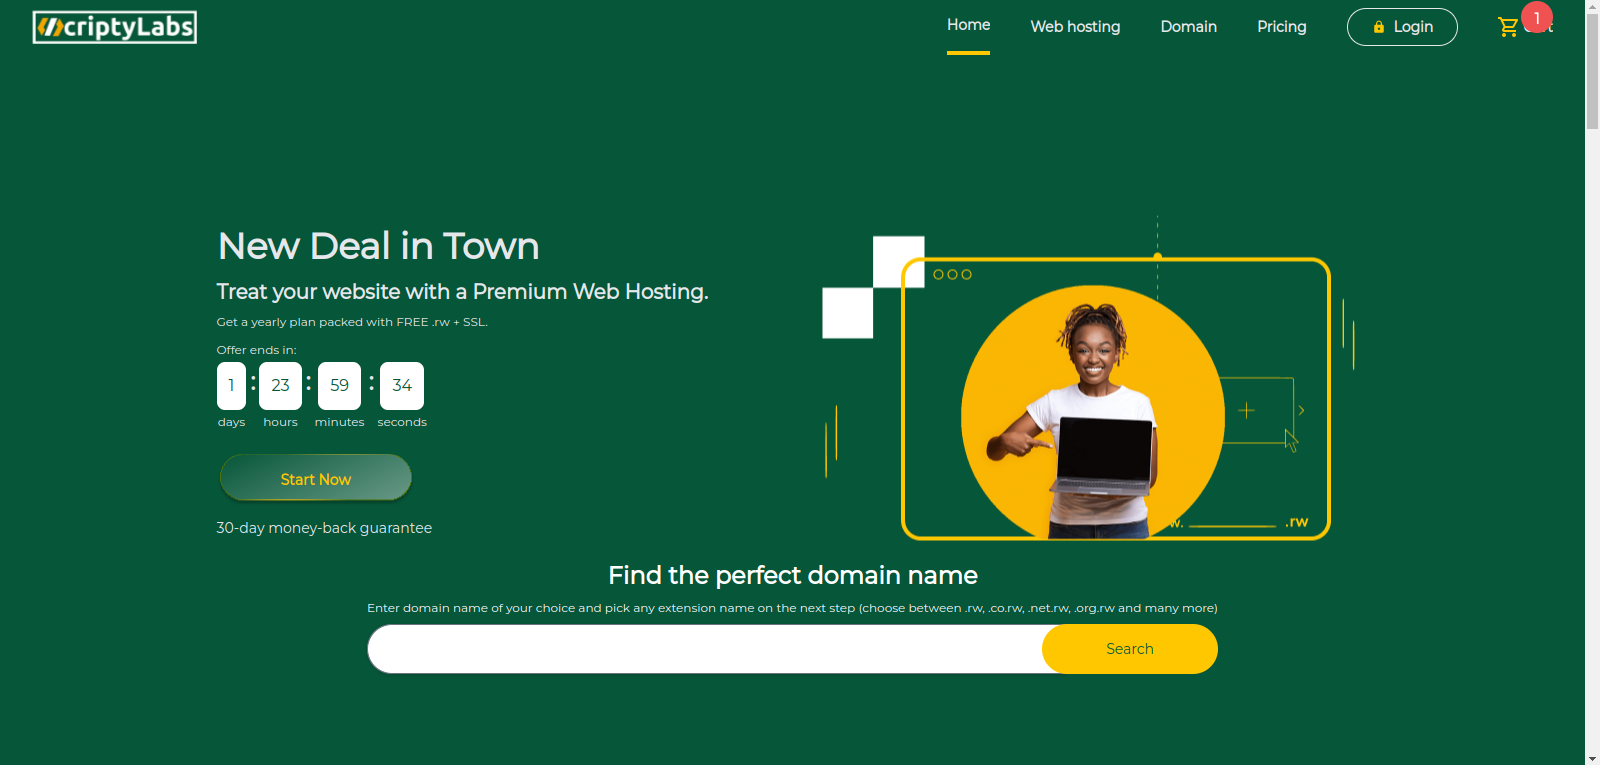 criptyLabs
Home
Web hosting
Domain
Pricing
Login
1
New Deal in Town
Treat your website with a Premium Web Hosting.
Get a yearly plan packed with FREE .rw + SSL.
Offer ends in:
1 : 23 : 59 : 34
days hours minutes seconds
Start Now
30-day money-back guarantee
w. .rw
Find the perfect domain name
Enter domain name of your choice and pick any extension name on the next step (choose between .rw, .co.rw, .net.rw, .org.rw and many more)
Search